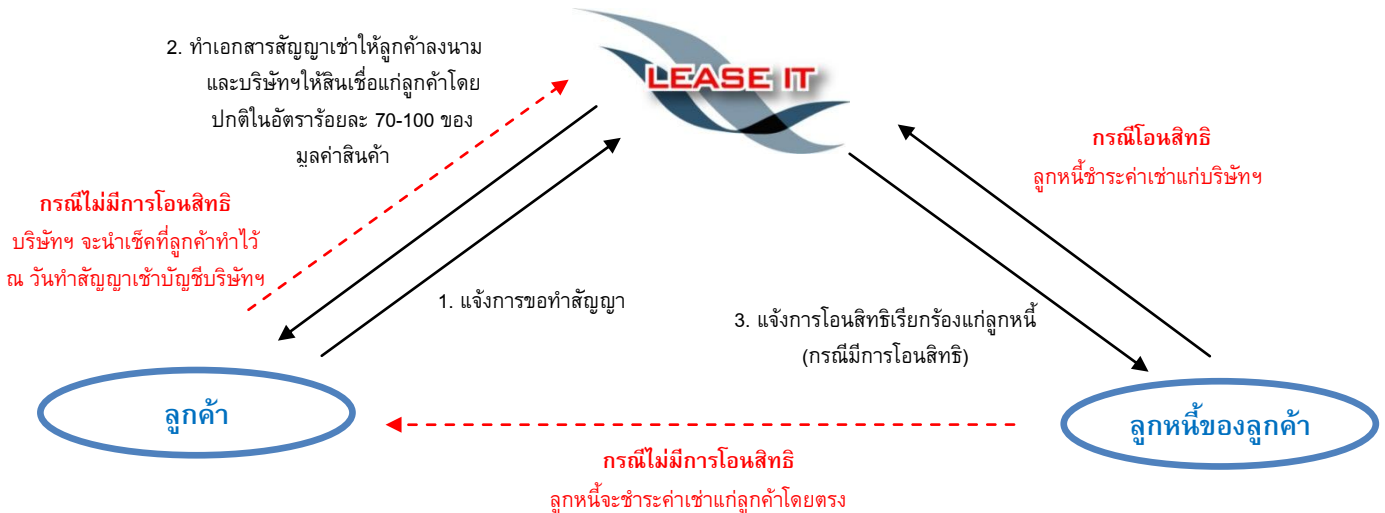 2. ทำเอกสารสัญญาเช่าให้ลูกค้าลงนาม
และบริษัทฯให้สินเชื่อแก่ลูกค้าโดย
ปกติในอัตราร้อยละ 70-100 ของ
มูลค่าสินค้า
LEASE IT
กรณีโอนสิทธิ
ลูกหนี้ชำระค่าเช่าแก่บริษัทฯ
กรณีไม่มีการโอนสิทธิ
บริษัทฯ จะนำเช็คที่ลูกค้าทำไว้
ณ วันทำสัญญาเช้าบัญชีบริษัทฯ
1. แจ้งการขอทำสัญญา
3. แจ้งการโอนสิทธิเรียกร้องแก่ลูกหนี้
(กรณีมีการโอนสิทธิ)
ลูกค้า
ลูกหนี้ของลูกค้า
กรณีไม่มีการโอนสิทธิ
ลูกหนี้จะชำระค่าเช่าแก่ลูกค้าโดยตรง